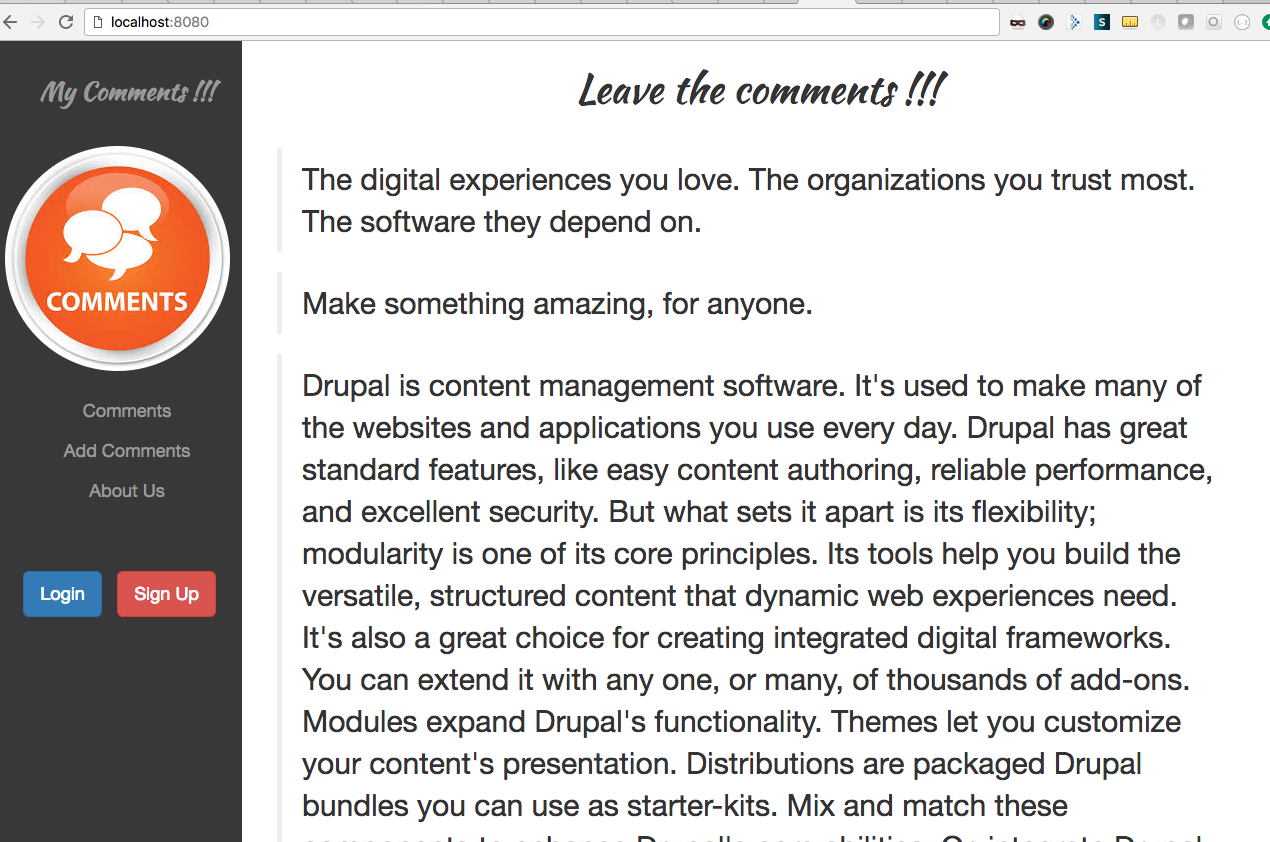 localhost:8080
My Comments !!!
COMMENTS
Comments
Add Comments
About Us
Login Sign Up
Leave the comments !!!
The digital experiences you love. The organizations you trust most.
The software they depend on.
Make something amazing, for anyone.
Drupal is content management software. It's used to make many of
the websites and applications you use every day. Drupal has great
standard features, like easy content authoring, reliable performance,
and excellent security. But what sets it apart is its flexibility;
modularity is one of its core principles. Its tools help you build the
versatile, structured content that dynamic web experiences need.
It's also a great choice for creating integrated digital frameworks.
You can extend it with any one, or many, of thousands of add-ons.
Modules expand Drupal's functionality. Themes let you customize
your content's presentation. Distributions are packaged Drupal
bundles you can use as starter-kits. Mix and match these